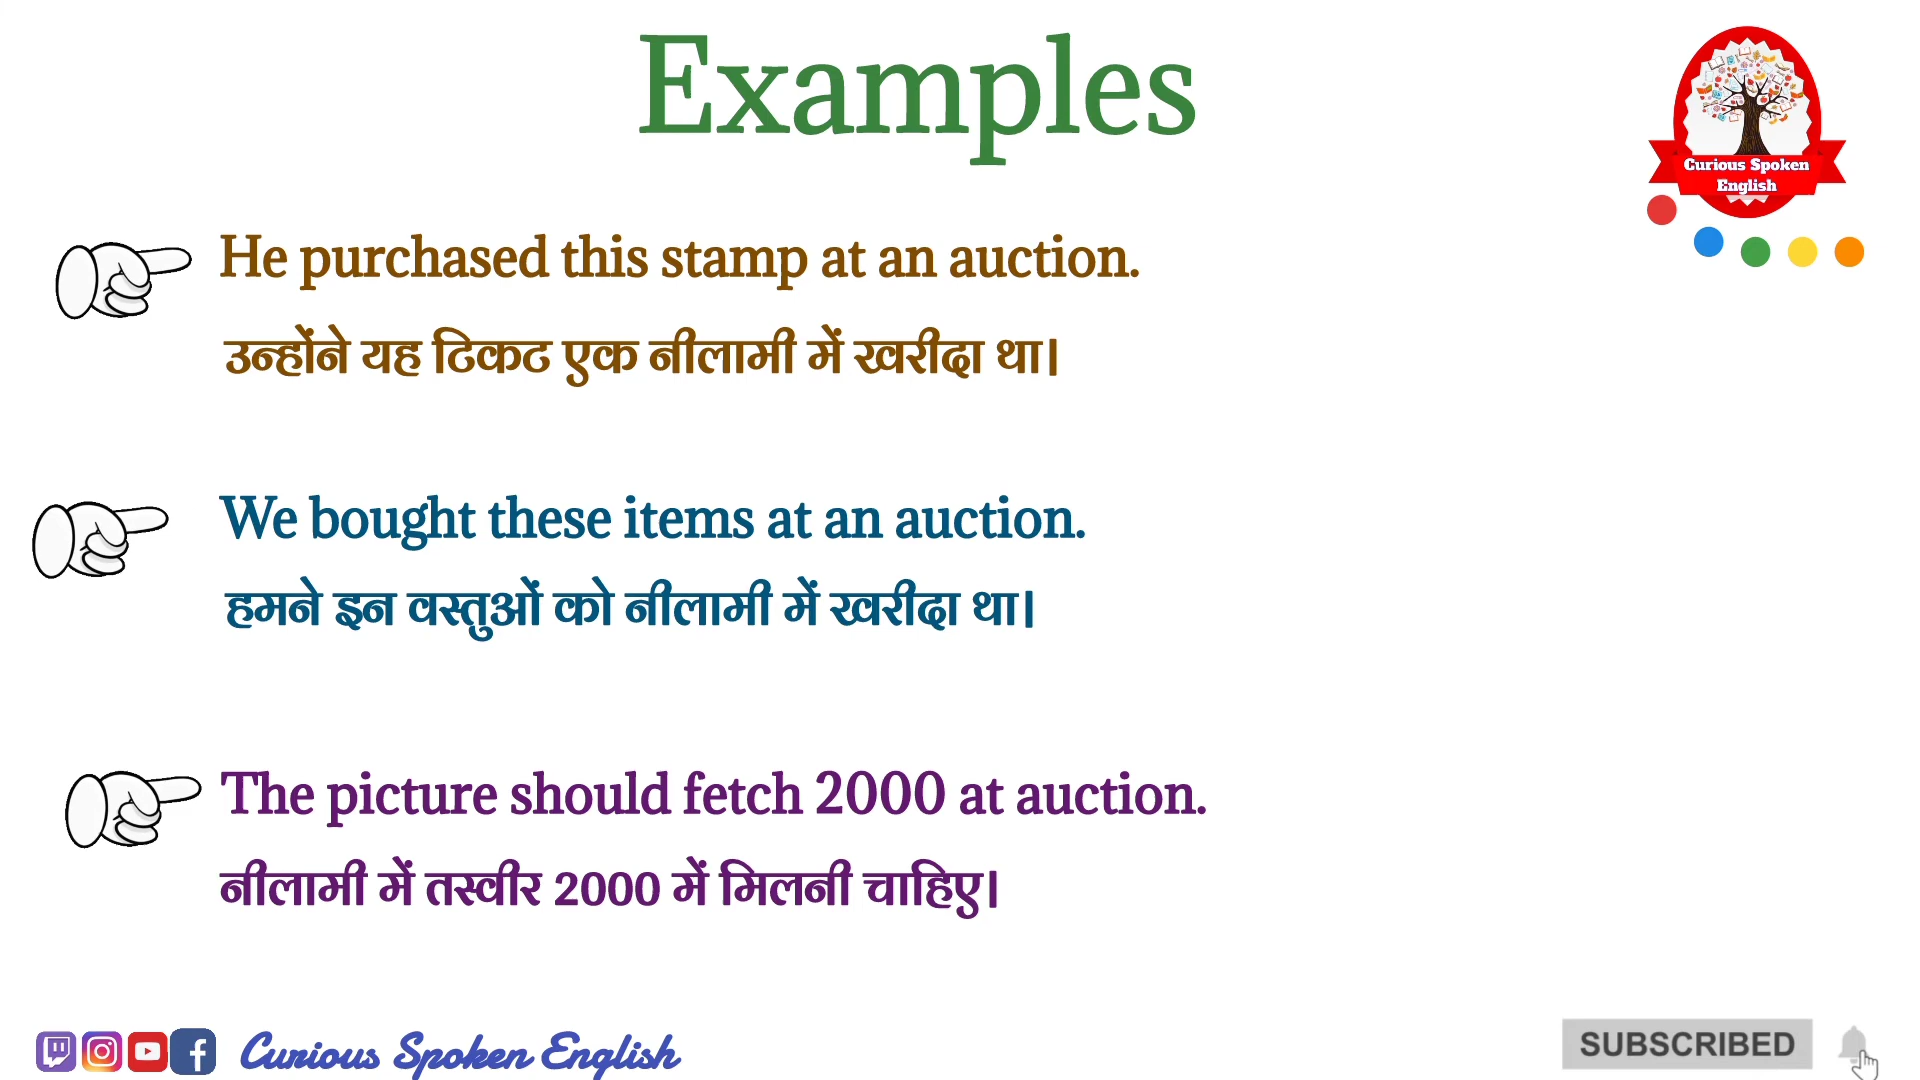 Examples
Curious Spoken
English
He purchased this stamp at an auction.
उन्होंने यह टिकट एक नीलामी में खरीदा था।
We bought these items at an auction.
हमने इन वस्तुओं को नीलामी में खरीदा था।
The picture should fetch 2000 at auction.
नीलामी में तस्वीर 2000 में मिलनी चाहिए।
Curious Spoken English
SUBSCRIBED